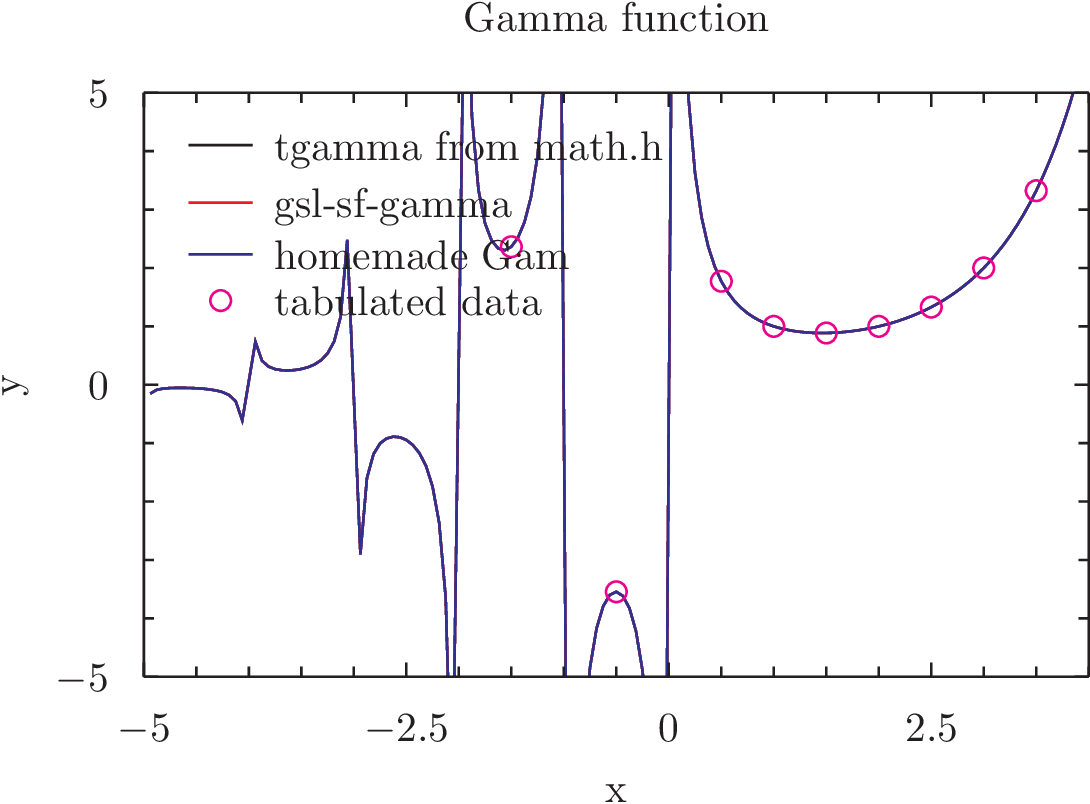 Gamma function
5
tgamma from math.h
gsl-sf-gamma
homemade Gam
tabulated data
0
y
−5
−5 −2.5 0 2.5
x